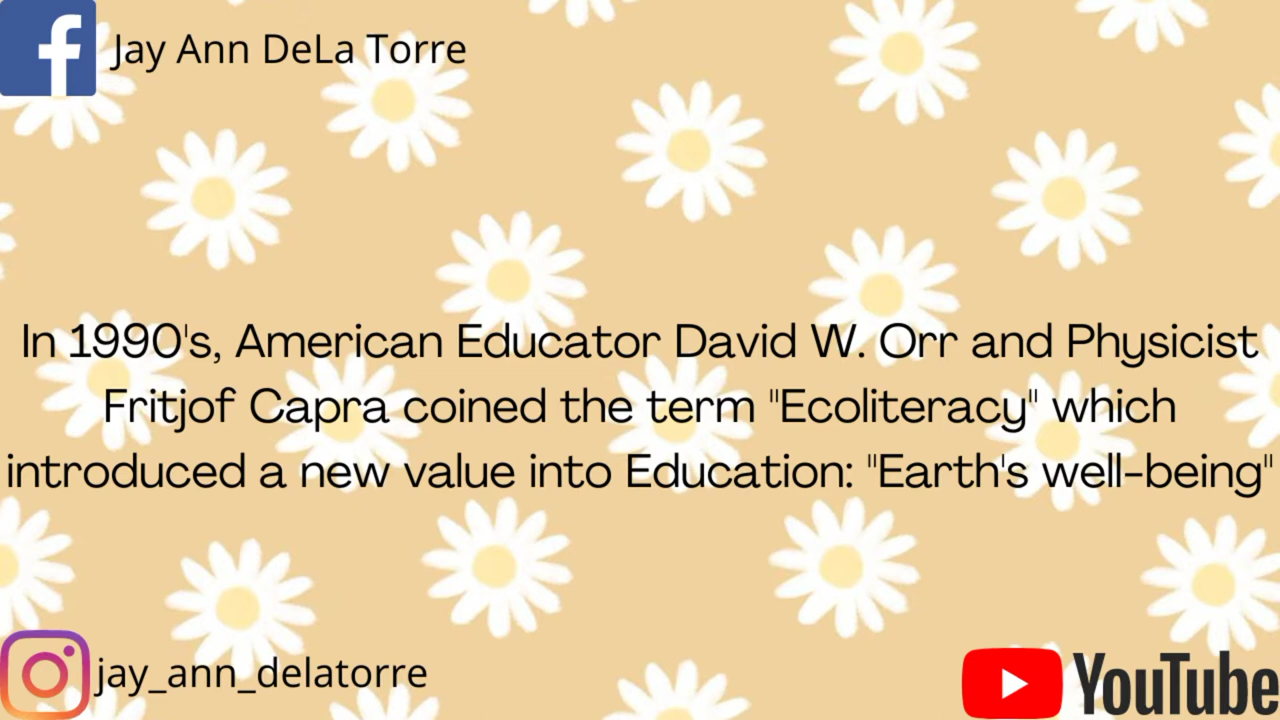 Jay Ann DeLa Torre
In 1990's, American Educator David W. Orr and Physicist
Fritjof Capra coined the term "Ecoliteracy" which
introduced a new value into Education: "Earth's well-being"
jay_ann_delatorre
YouTube